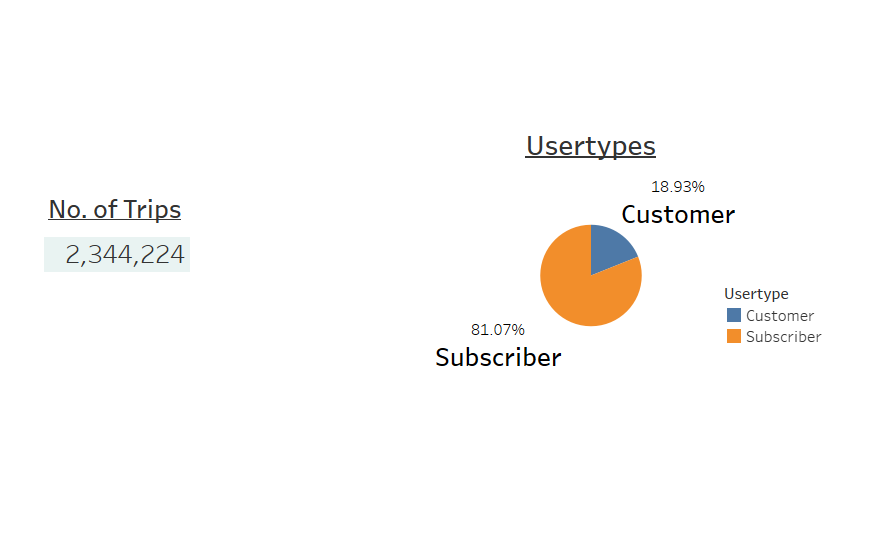 No. of Trips
2,344,224
Usertypes
18.93%
Customer
81.07%
Subscriber
Usertype
Customer
Subscriber